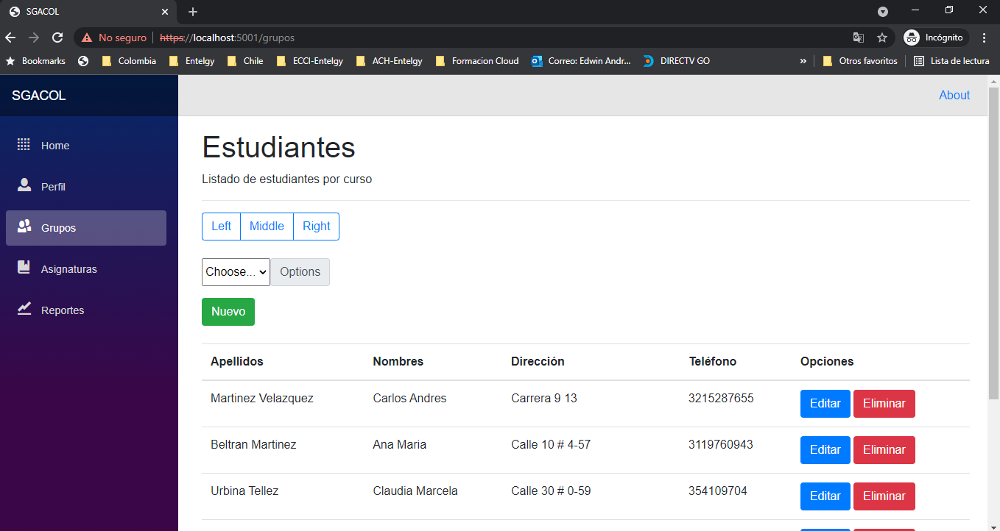 SGACOL
No seguro https://localhost:5001/grupos Incógnito
Bookmarks Colombia Entelgy Chile ECCI-Entelgy ACH-Entelgy Formacion Cloud Correo: Edwin Andr... DIRECTV GO » Otros favoritos Lista de lectura
SGACOL
About
Home
Perfil
Grupos
Asignaturas
Reportes
Estudiantes
Listado de estudiantes por curso
Left Middle Right
Choose... Options
Nuevo
Apellidos Nombres Dirección Teléfono Opciones
Martinez Velazquez Carlos Andres Carrera 9 13 3215287655 Editar Eliminar
Beltran Martinez Ana Maria Calle 10 # 4-57 3119760943 Editar Eliminar
Urbina Tellez Claudia Marcela Calle 30 # 0-59 354109704 Editar Eliminar